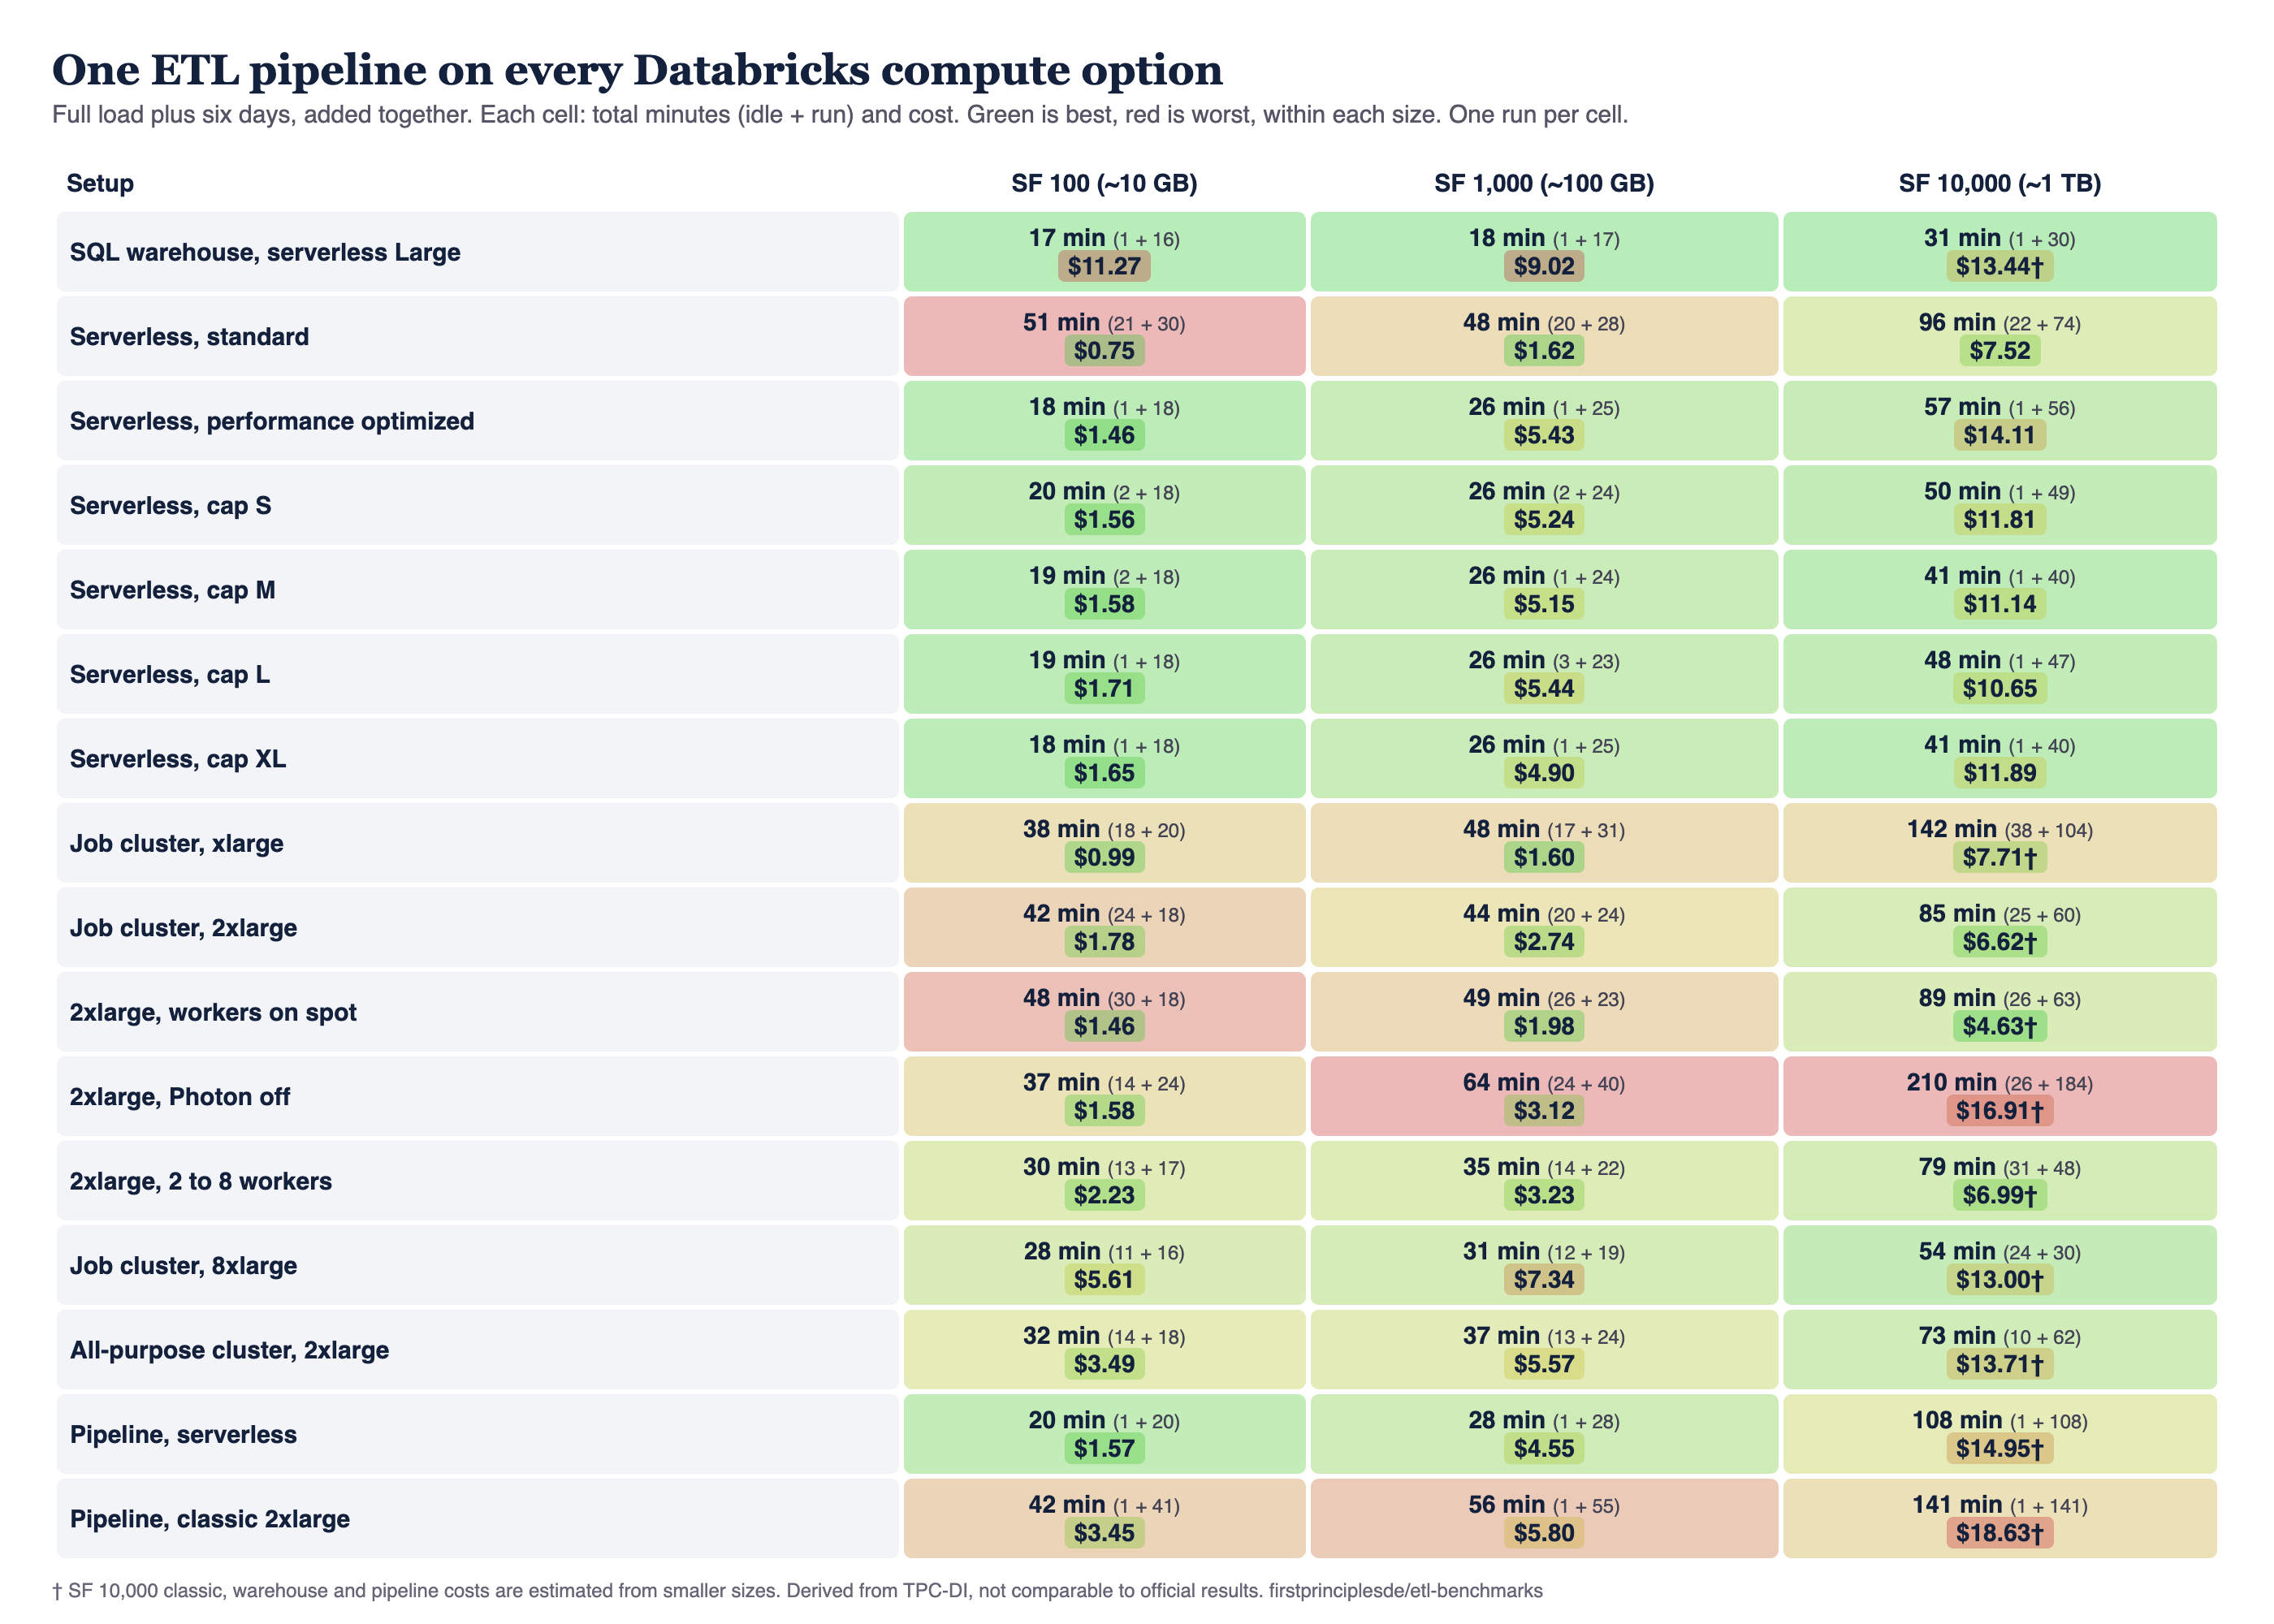 One ETL pipeline on every Databricks compute option
Full load plus six days, added together. Each cell: total minutes (idle + run) and cost. Green is best, red is worst, within each size. One run per cell.
Setup SF 100 (~10 GB) SF 1,000 (~100 GB) SF 10,000 (~1 TB)
SQL warehouse, serverless Large
17 min (1 + 16)
$11.27
18 min (1 + 17)
$9.02
31 min (1 + 30)
$13.44†
Serverless, standard
51 min (21 + 30)
$0.75
48 min (20 + 28)
$1.62
96 min (22 + 74)
$7.52
Serverless, performance optimized
18 min (1 + 18)
$1.46
26 min (1 + 25)
$5.43
57 min (1 + 56)
$14.11
Serverless, cap S
20 min (2 + 18)
$1.56
26 min (2 + 24)
$5.24
50 min (1 + 49)
$11.81
Serverless, cap M
19 min (2 + 18)
$1.58
26 min (1 + 24)
$5.15
41 min (1 + 40)
$11.14
Serverless, cap L
19 min (1 + 18)
$1.71
26 min (3 + 23)
$5.44
48 min (1 + 47)
$10.65
Serverless, cap XL
18 min (1 + 18)
$1.65
26 min (1 + 25)
$4.90
41 min (1 + 40)
$11.89
Job cluster, xlarge
38 min (18 + 20)
$0.99
48 min (17 + 31)
$1.60
142 min (38 + 104)
$7.71†
Job cluster, 2xlarge
42 min (24 + 18)
$1.78
44 min (20 + 24)
$2.74
85 min (25 + 60)
$6.62†
2xlarge, workers on spot
48 min (30 + 18)
$1.46
49 min (26 + 23)
$1.98
89 min (26 + 63)
$4.63†
2xlarge, Photon off
37 min (14 + 24)
$1.58
64 min (24 + 40)
$3.12
210 min (26 + 184)
$16.91†
2xlarge, 2 to 8 workers
30 min (13 + 17)
$2.23
35 min (14 + 22)
$3.23
79 min (31 + 48)
$6.99†
Job cluster, 8xlarge
28 min (11 + 16)
$5.61
31 min (12 + 19)
$7.34
54 min (24 + 30)
$13.00†
All-purpose cluster, 2xlarge
32 min (14 + 18)
$3.49
37 min (13 + 24)
$5.57
73 min (10 + 62)
$13.71†
Pipeline, serverless
20 min (1 + 20)
$1.57
28 min (1 + 28)
$4.55
108 min (1 + 108)
$14.95†
Pipeline, classic 2xlarge
42 min (1 + 41)
$3.45
56 min (1 + 55)
$5.80
141 min (1 + 141)
$18.63†
† SF 10,000 classic, warehouse and pipeline costs are estimated from smaller sizes. Derived from TPC-DI, not comparable to official results. firstprinciplesde/etl-benchmarks